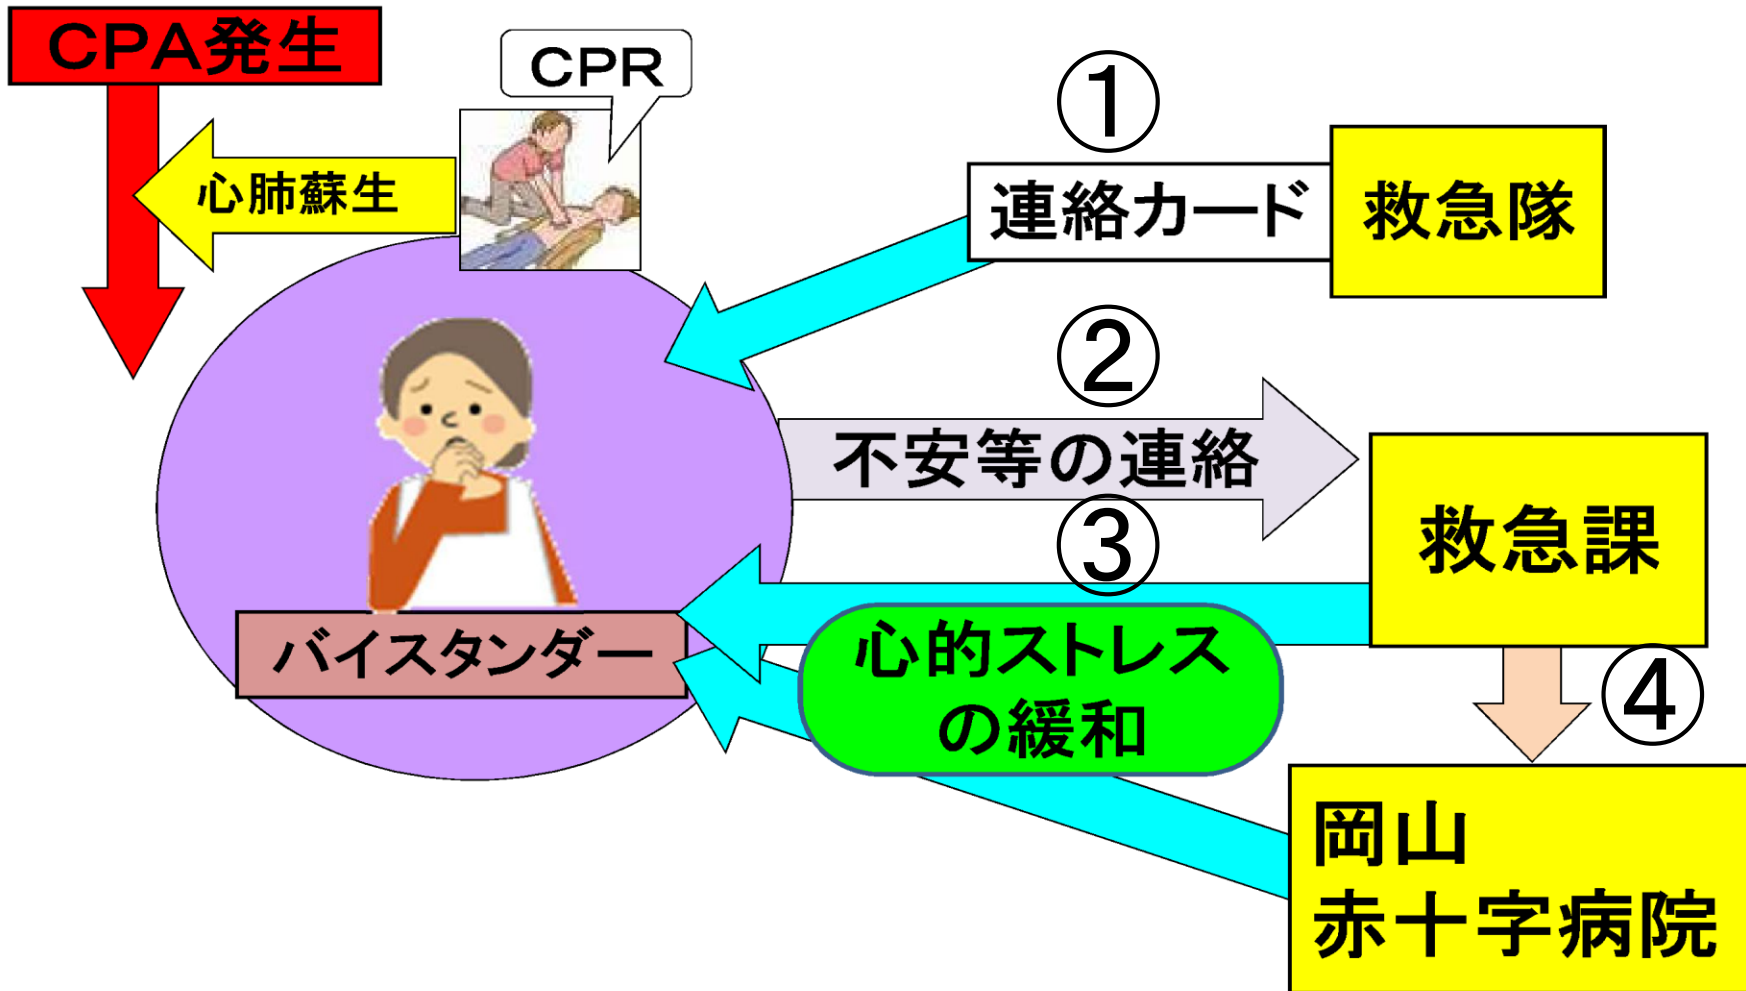 CPA発生
CPR
心肺蘇生
①
連絡カード
救急隊
②
不安等の連絡
救急課
③
心的ストレス
の緩和
バイスタンダー
④
岡山
赤十字病院